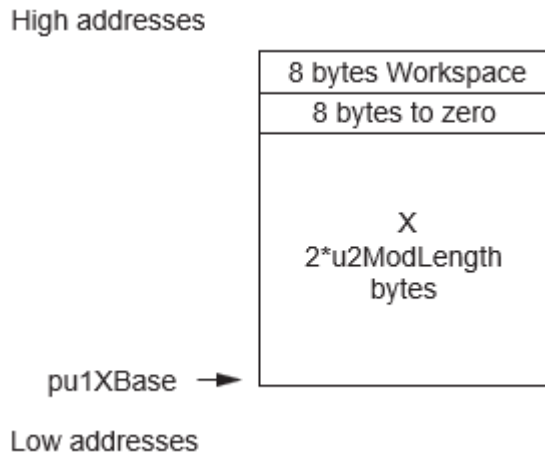 High addresses
8 bytes Workspace
8 bytes to zero
X
2*u2ModLength
bytes
pu1XBase
Low addresses